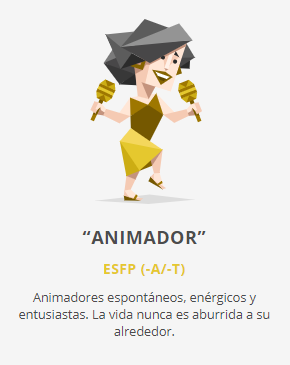 “ANIMADOR”
ESFP (-A/-T)
Animadores espontáneos, enérgicos y
entusiastas. La vida nunca es aburrida a su
alrededor.